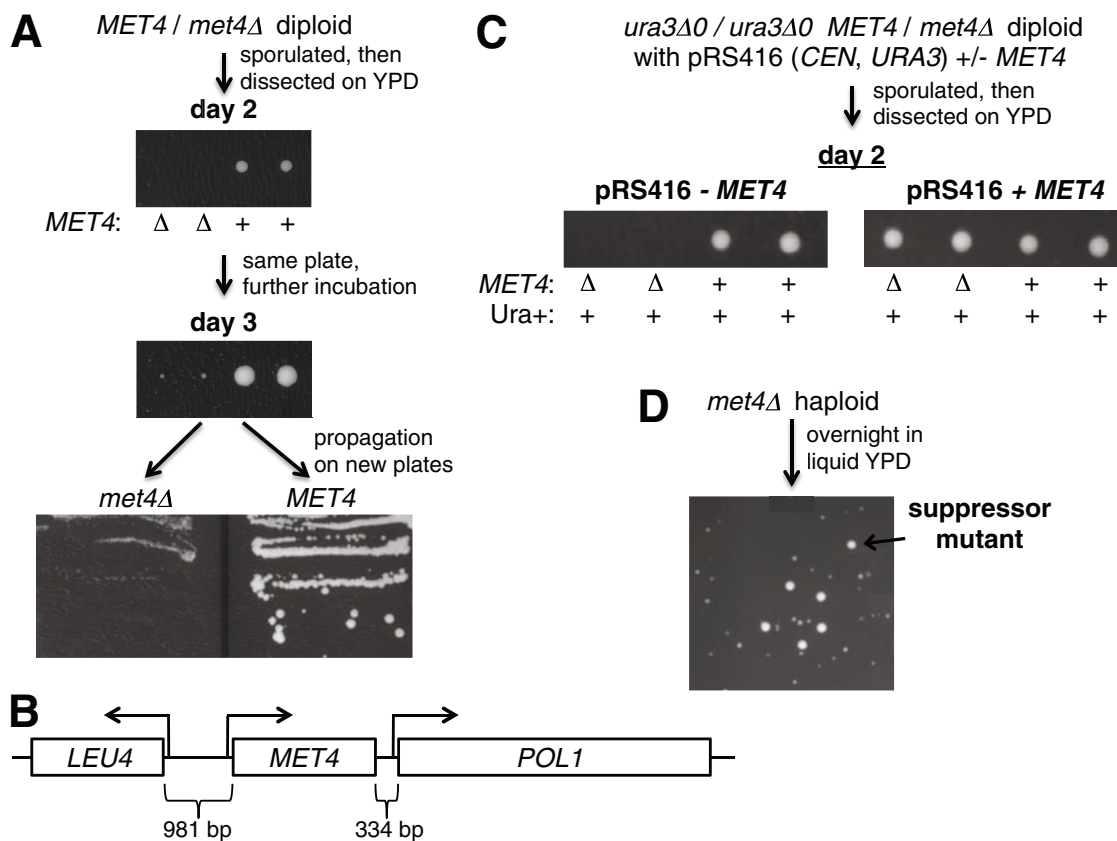 A
MET4 / met4Δ diploid
sporulated, then
dissected on YPD
day 2
MET4: Δ Δ + +
same plate,
further incubation
day 3
propagation
on new plates
met4Δ
MET4
B
LEU4
MET4
POL1
981 bp
334 bp
C
ura3Δ0 / ura3Δ0 MET4 / met4Δ diploid
with pRS416 (CEN, URA3) +/- MET4
sporulated, then
dissected on YPD
day 2
pRS416 - MET4
pRS416 + MET4
MET4: Δ Δ + + Δ Δ + +
Ura+: + + + + + + + +
D
met4Δ haploid
overnight in
liquid YPD
suppressor
mutant